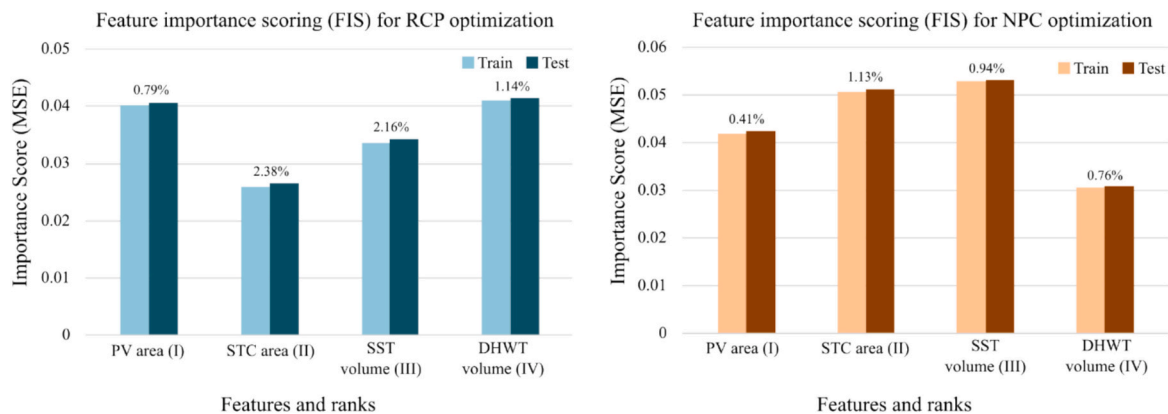 Feature importance scoring (FIS) for RCP optimization
0.05
0.04
0.03
0.02
0.01
0
Importance Score (MSE)
Train
Test
0.79%
2.38%
2.16%
1.14%
PV area (I)
STC area (II)
SST
volume (III)
DHWT
volume (IV)
Features and ranks
Feature importance scoring (FIS) for NPC optimization
0.06
0.05
0.04
0.03
0.02
0.01
0
Importance Score (MSE)
Train
Test
0.41%
1.13%
0.94%
0.76%
PV area (I)
STC area (II)
SST
volume (III)
DHWT
volume (IV)
Features and ranks